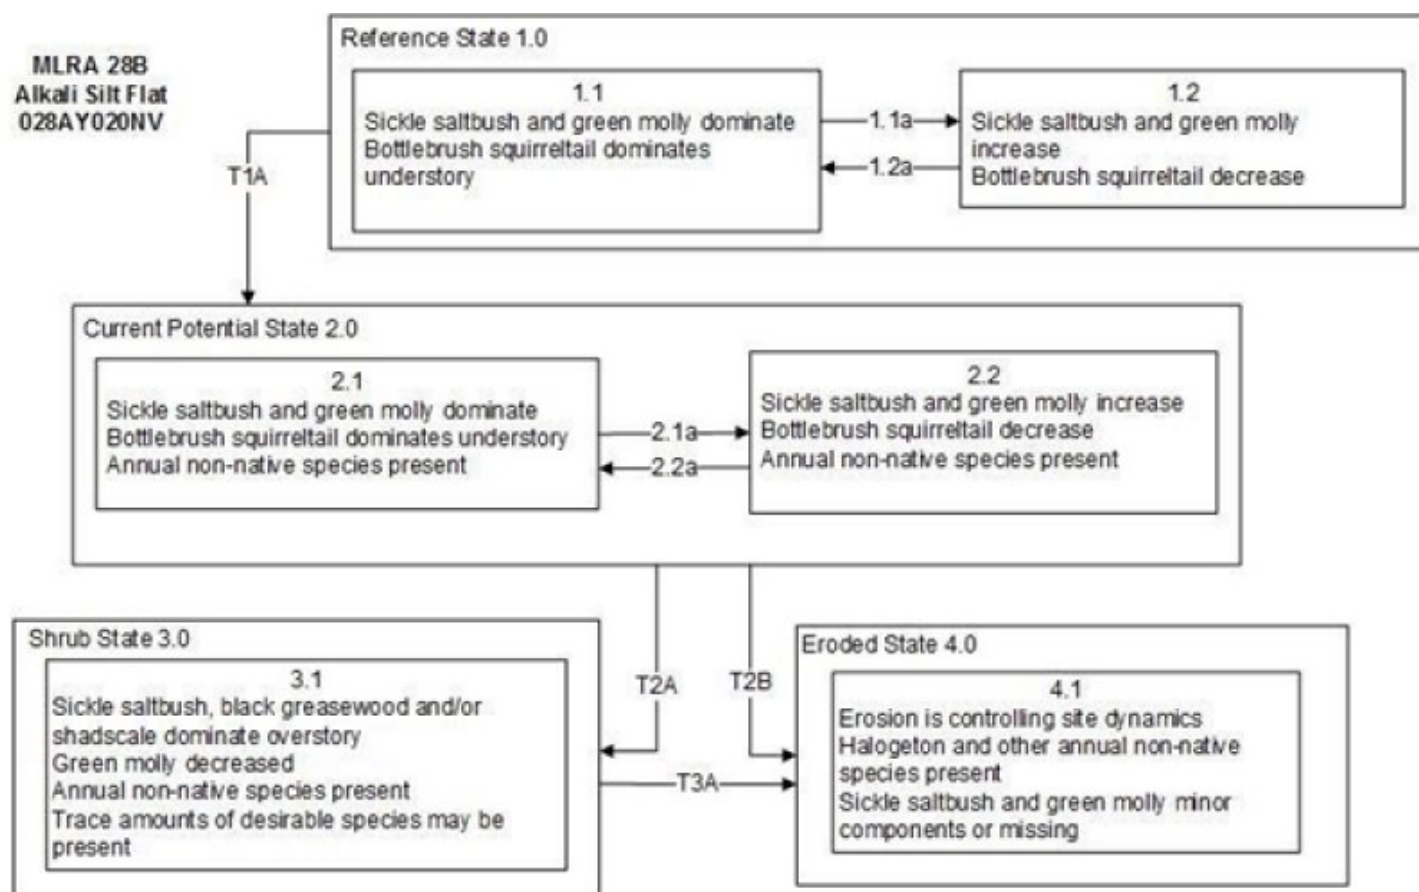 MLRA 28B
Alkali Silt Flat
028AY020NV
Reference State 1.0
1.1
Sickle saltbush and green molly dominate
Bottlebrush squirreltail dominates
understory
1.1a
1.2a
1.2
Sickle saltbush and green molly
increase
Bottlebrush squirreltail decrease
T1A
Current Potential State 2.0
2.1
Sickle saltbush and green molly dominate
Bottlebrush squirreltail dominates understory
Annual non-native species present
2.1a
2.2a
2.2
Sickle saltbush and green molly increase
Bottlebrush squirreltail decrease
Annual non-native species present
T2A
T2B
Shrub State 3.0
3.1
Sickle saltbush, black greasewood and/or
shadscale dominate overstory
Green molly decreased
Annual non-native species present
Trace amounts of desirable species may be
present
T3A
Eroded State 4.0
4.1
Erosion is controlling site dynamics
Halogeton and other annual non-native
species present
Sickle saltbush and green molly minor
components or missing